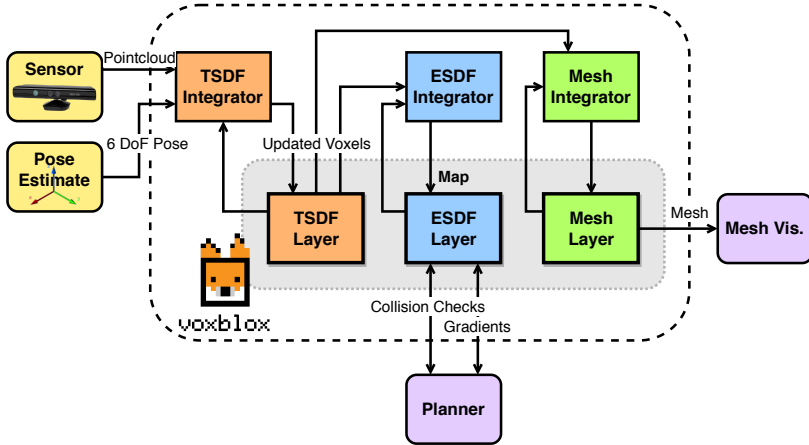 Sensor
Pointcloud
TSDF
Integrator
ESDF
Integrator
Mesh
Integrator
6 DoF Pose
Updated Voxels
Pose
Estimate
Map
TSDF
Layer
ESDF
Layer
Mesh
Layer
Mesh
Mesh Vis.
voxblox
Collision Checks
Gradients
Planner